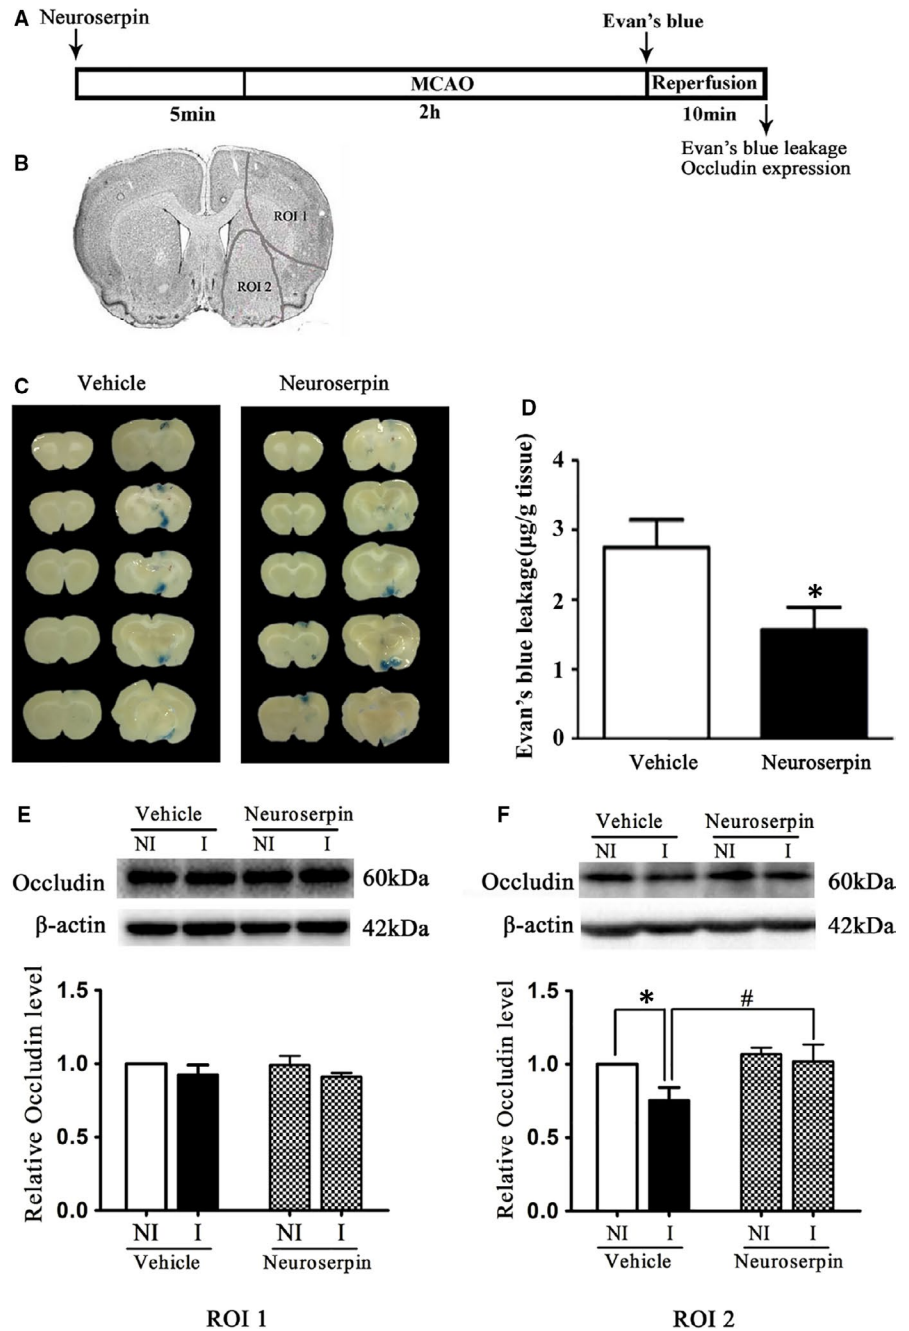 A Neuroserpin
Evan's blue
MCAO
Reperfusion
5min
2h
10min
Evan's blue leakage
Occludin expression
B
ROI 1
ROI 2
C Vehicle Neuroserpin
D
Evan's blue leakage(μg/g tissue)
4
3
2
1
0
*
Vehicle Neuroserpin
E
Vehicle Neuroserpin
NI I NI I
Occludin 60kDa
β-actin 42kDa
Relative Occludin level
1.5
1.0
0.5
0.0
NI I NI I
Vehicle Neuroserpin
ROI 1
F
Vehicle Neuroserpin
NI I NI I
Occludin 60kDa
β-actin 42kDa
Relative Occludin level
1.5
1.0
0.5
0.0
* #
NI I NI I
Vehicle Neuroserpin
ROI 2